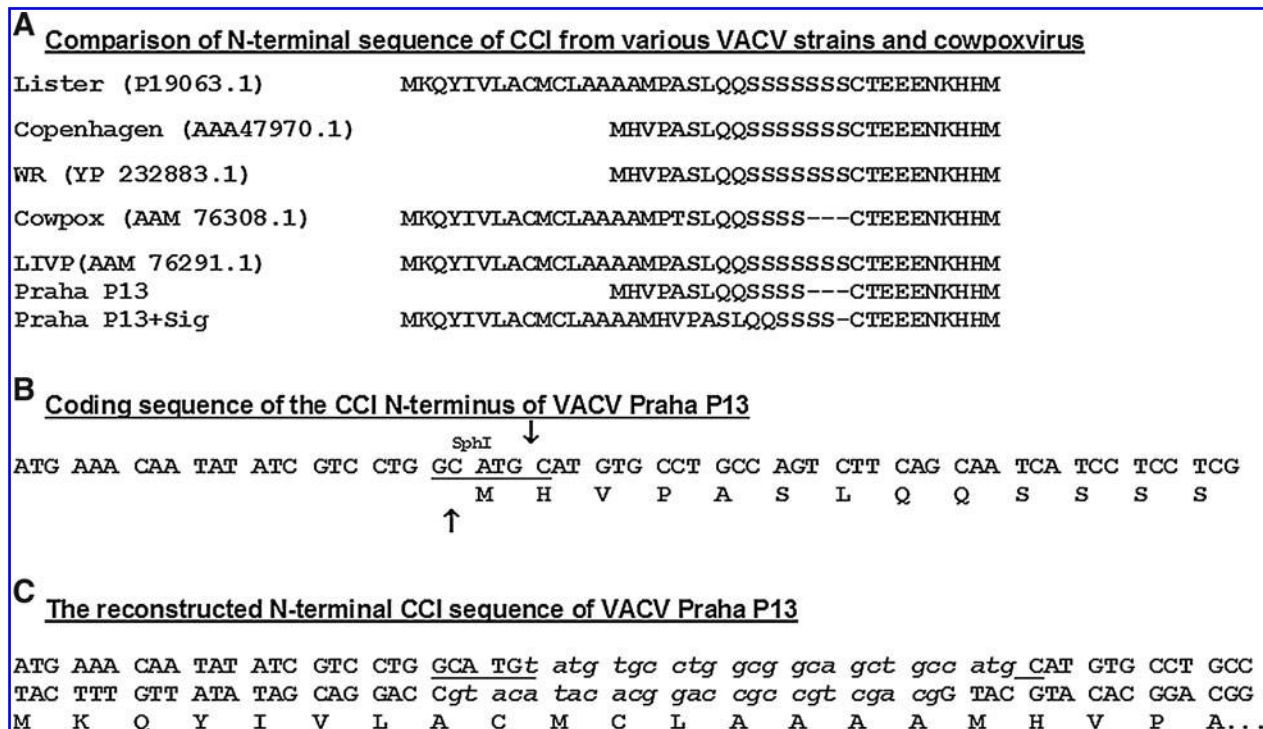 A Comparison of N-terminal sequence of CCI from various VACV strains and cowpoxvirus
Lister (P19063.1) MKQYIVLACMCLAAAAMPASLQQSSSSSSSSCTEEENKHHM
Copenhagen (AAA47970.1) MHVPASLQQSSSSSSSSCTEEENKHHM
WR (YP 232883.1) MHVPASLQQSSSSSSSSCTEEENKHHM
Cowpox (AAM 76308.1) MKQYIVLACMCLAAAAMPTSLQQSSSS---CTEEENKHHM
LIVP(AAM 76291.1) MKQYIVLACMCLAAAAMPASLQQSSSSSSSSCTEEENKHHM
Praha P13 MHVPASLQQSSSS---CTEEENKHHM
Praha P13+Sig MKQYIVLACMCLAAAAMHVPASLQQSSSS-CTEEENKHHM
B Coding sequence of the CCI N-terminus of VACV Praha P13
SphI ↓
ATG AAA CAA TAT ATC GTC CTG GC ATG CAT GTG CCT GCC AGT CTT CAG CAA TCA TCC TCC TCG
M H V P A S L Q Q S S S S
↑
C The reconstructed N-terminal CCI sequence of VACV Praha P13
ATG AAA CAA TAT ATC GTC CTG GCA TGt atg tgc ctg gcg gca gct gcc atg CAT GTG CCT GCC
TAC TTT GTT ATA TAG CAG GAC Cgt aca tac acg gac cgc cgt cga cgG GTAC GTA CAC GGA CGG
M K Q Y I V L A C M C L A A A A M H V P A...